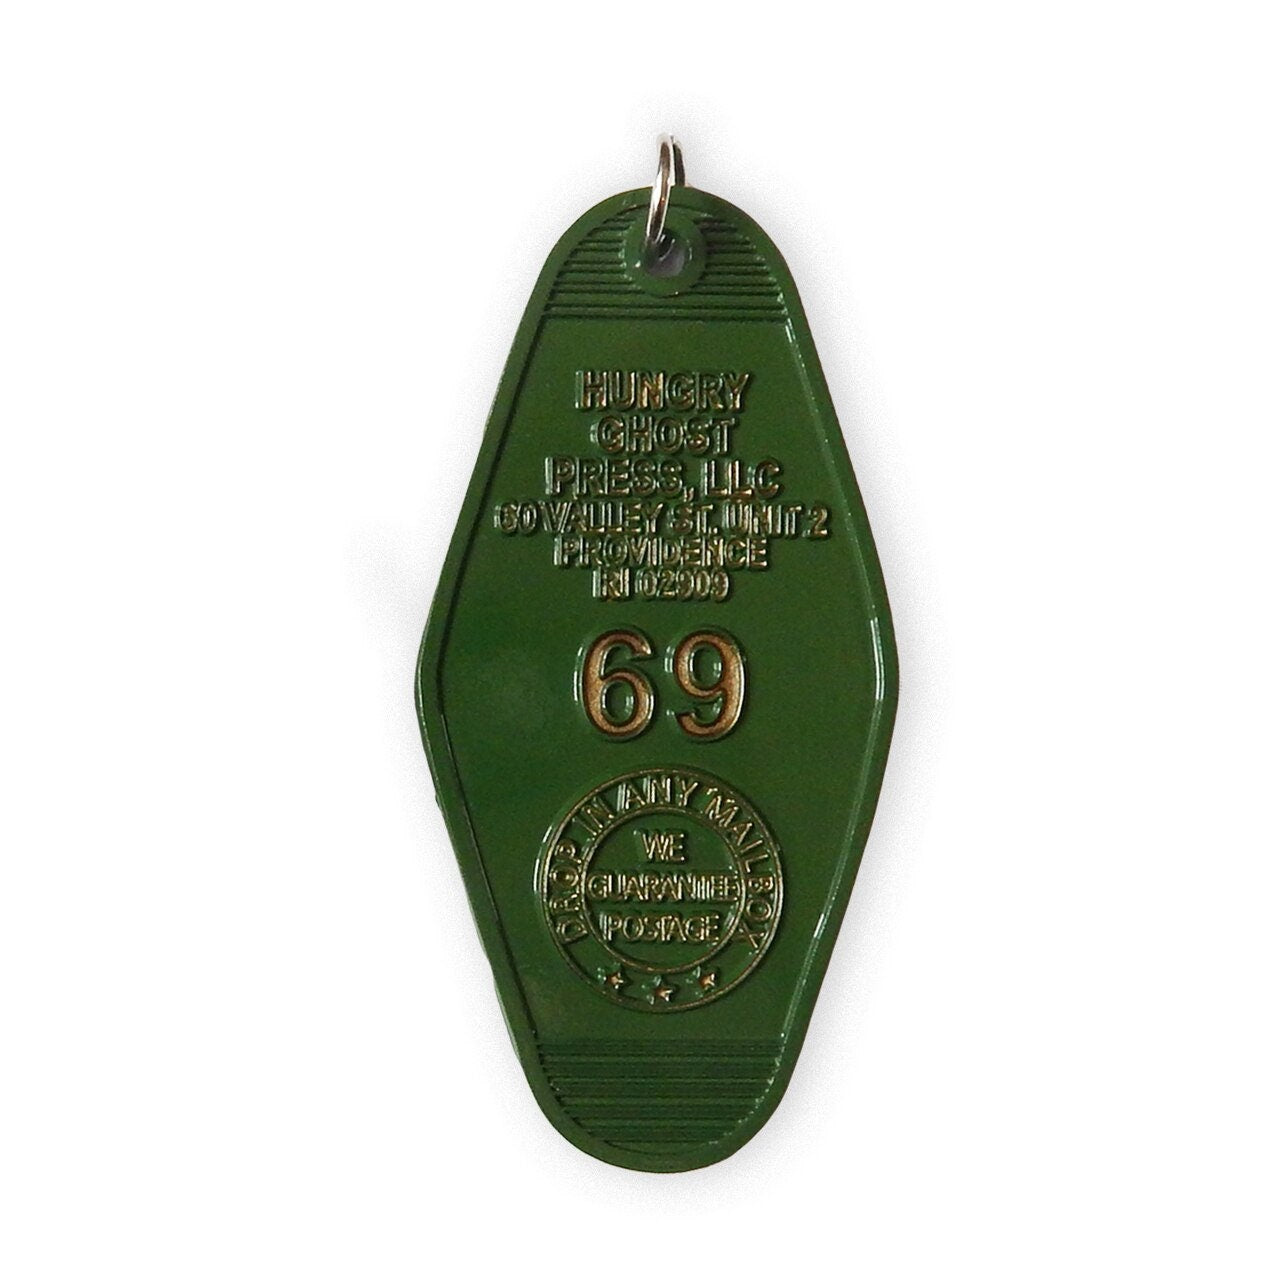 HUNGRY
GHOST
PRESS, LLC
60 VALLEY ST. UNIT 2
PROVIDENCE
RI 02909
69
DROP IN ANY MAILBOX
WE
GUARANTEE
POSTAGE